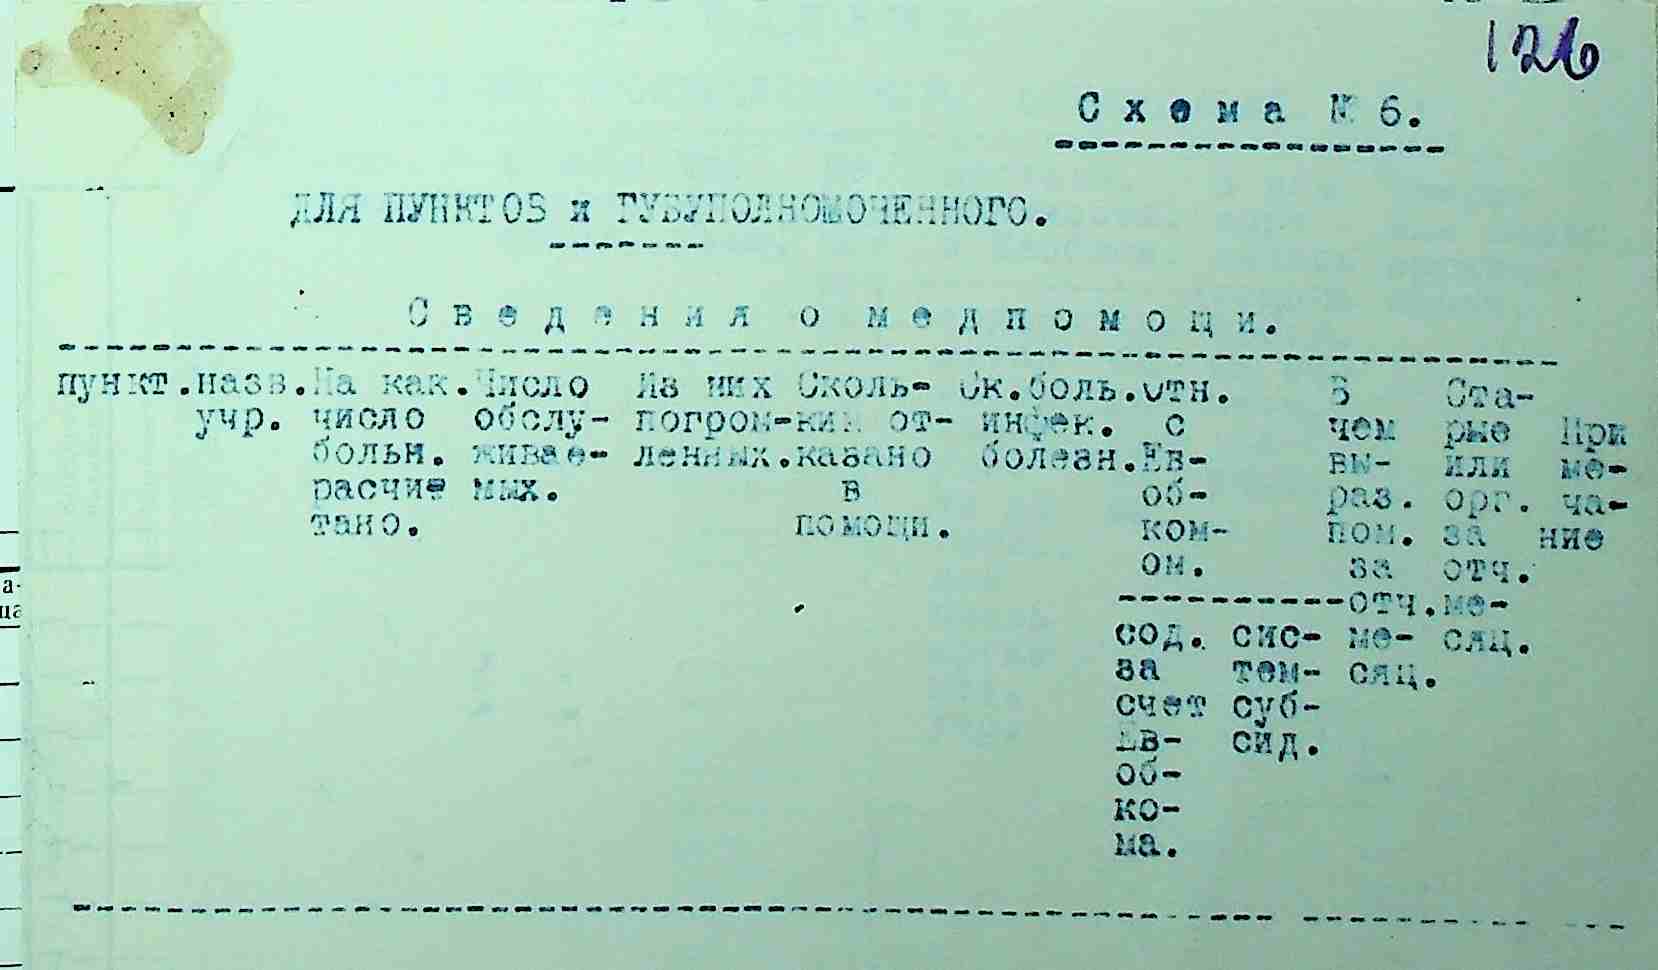 126
Схема № 6.
ДЛЯ ПУНКТОВ и ГУБУПОЛНОМОЧЕННОГО.
Сведения о медпомощи.
пункт. назв. На как. Число Из них Сколь- Ск.боль. Отн. В Ста-
учр. число обслу- погром- ким от- инфек. с чем рые При
больн. живае- ленных. казано болезн. Ев- вы- или ме-
расчие мых. в об- раз. орг. ча-
тано. помощи. ком- пом. за ние
ом. за отч.
отч. ме-
сод. сис- ме- сяц.
за тем- сяц.
счет суб-
Ев- сид.
об-
ко-
ма.